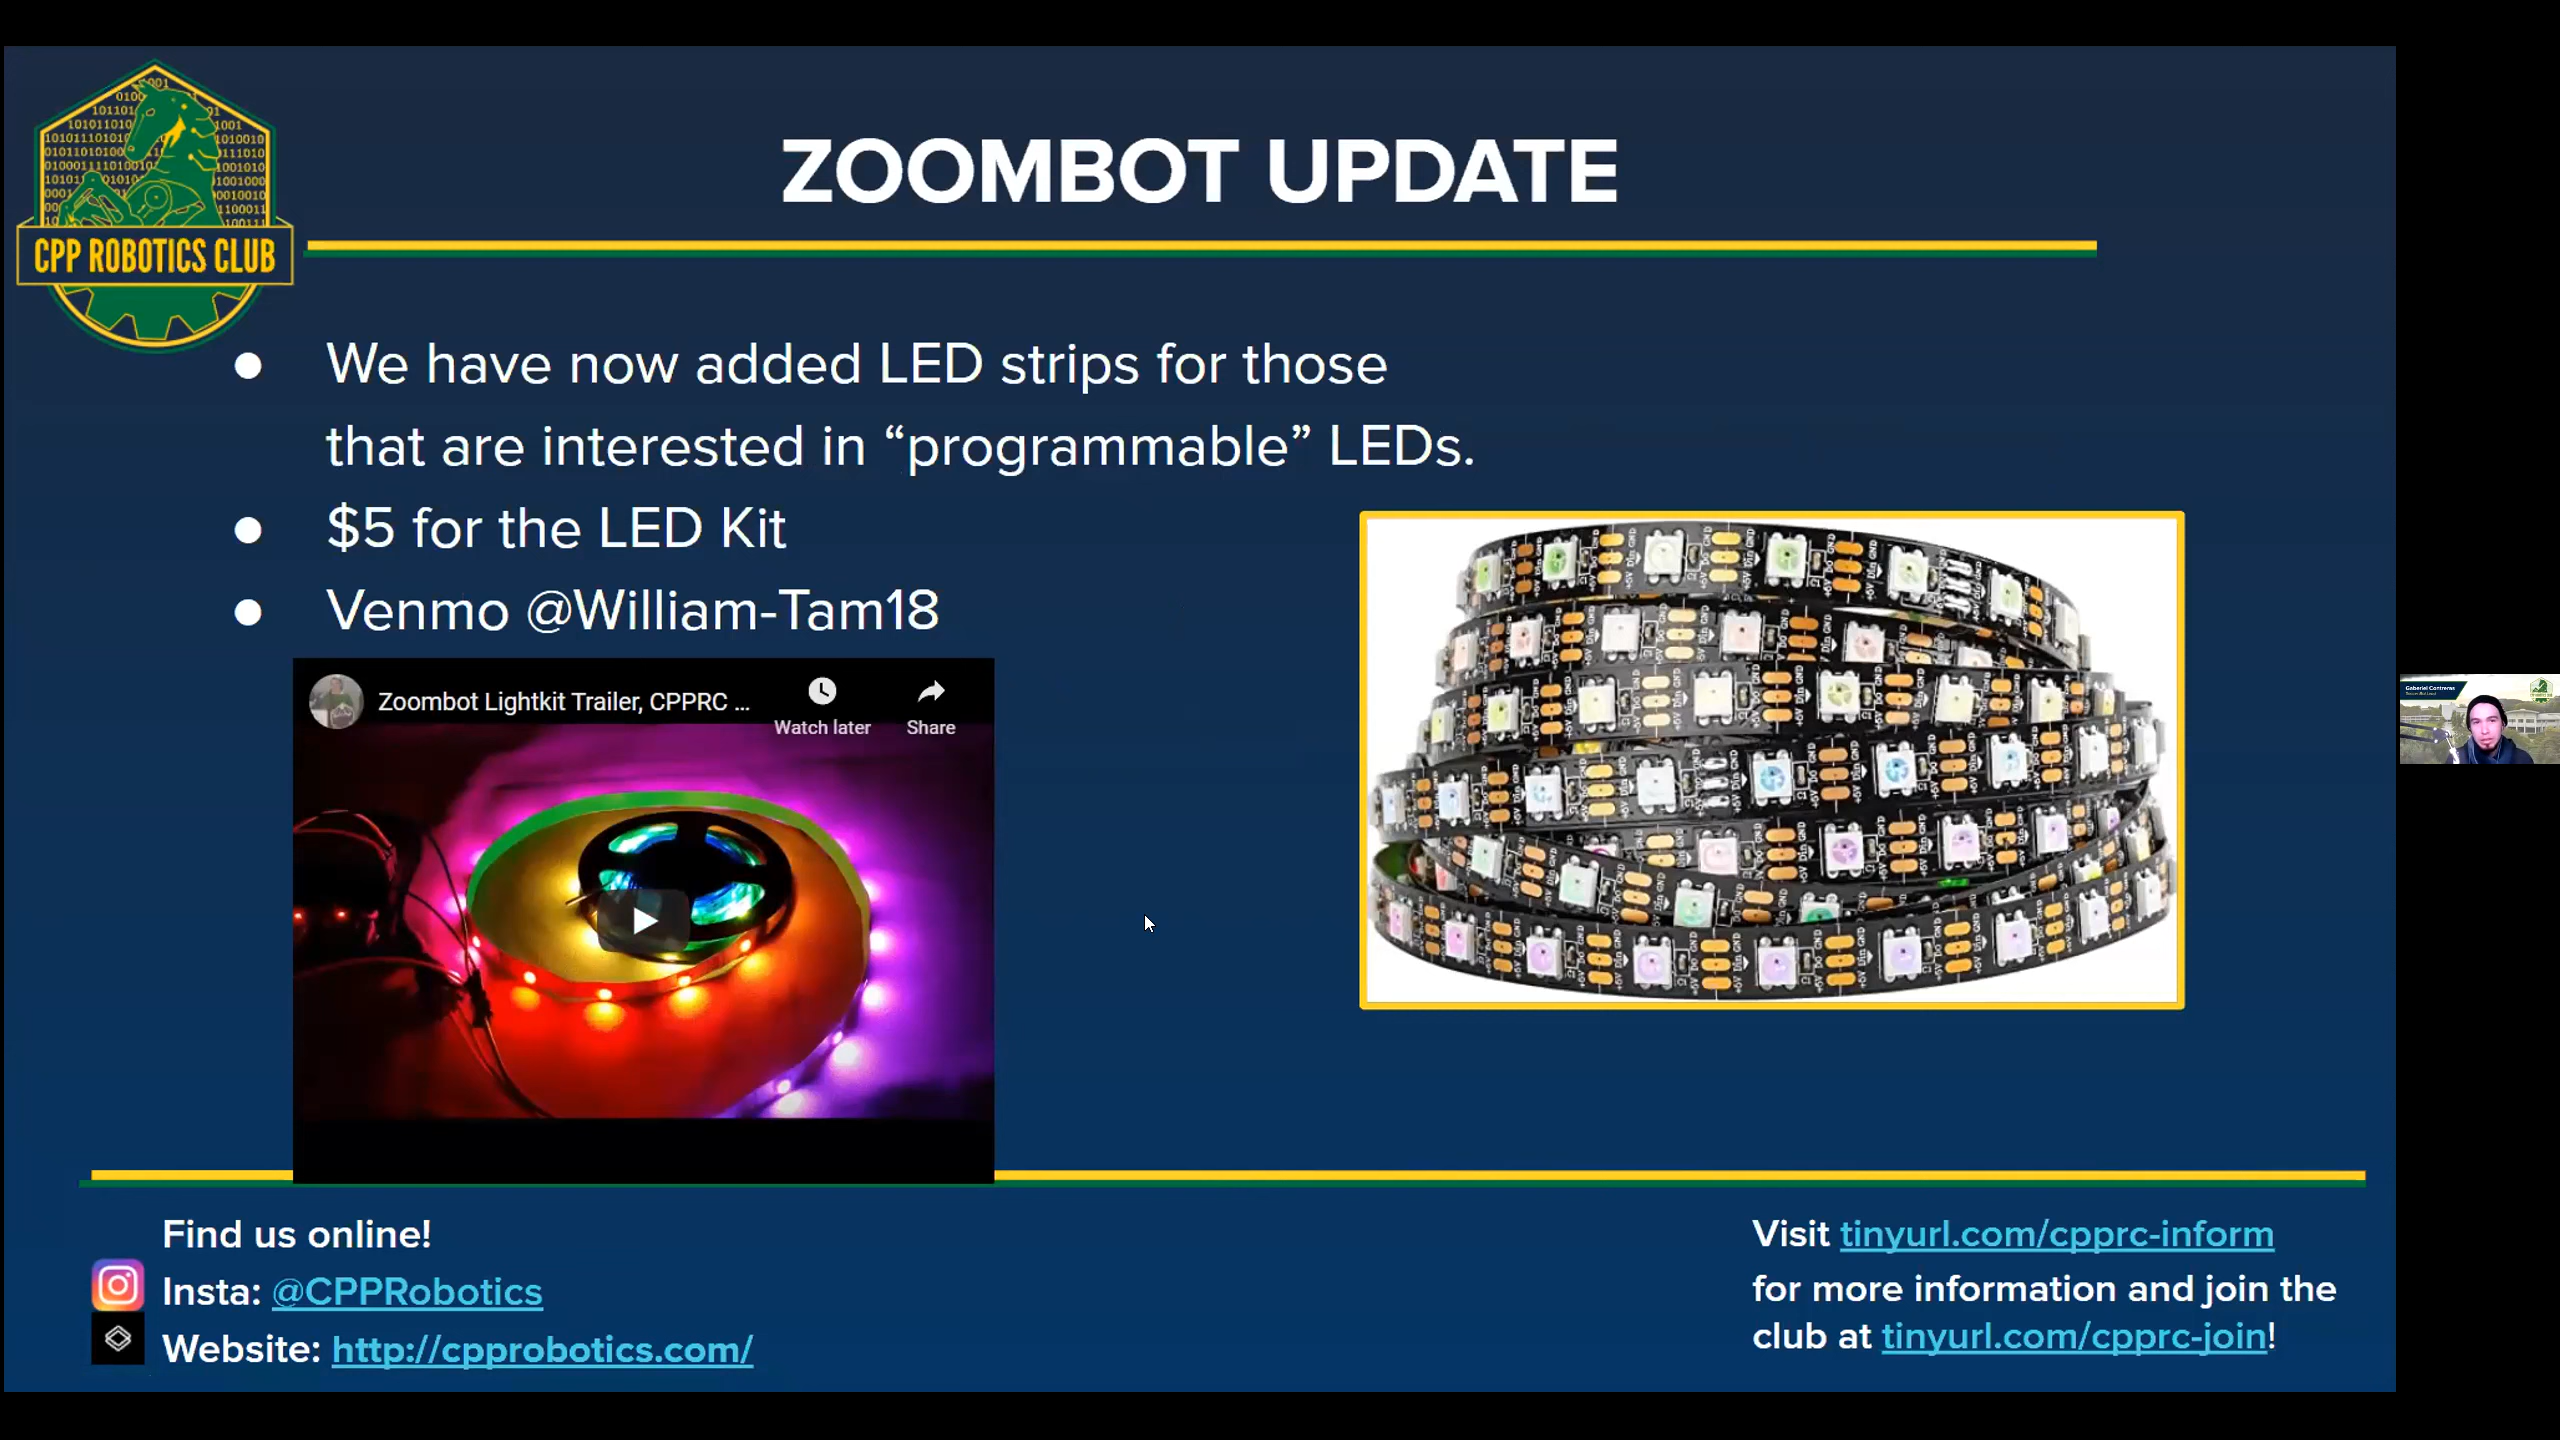 CPP ROBOTICS CLUB
ZOOMBOT UPDATE
● We have now added LED strips for those
that are interested in “programmable” LEDs.
● $5 for the LED Kit
● Venmo @William-Tam18
Zoombot Lightkit Trailer, CPPRC ...
Watch later
Share
Gaberiel Contreras
Find us online!
Insta: @CPPRobotics
Website: http://cpprobotics.com/
Visit tinyurl.com/cpprc-inform
for more information and join the
club at tinyurl.com/cpprc-join!